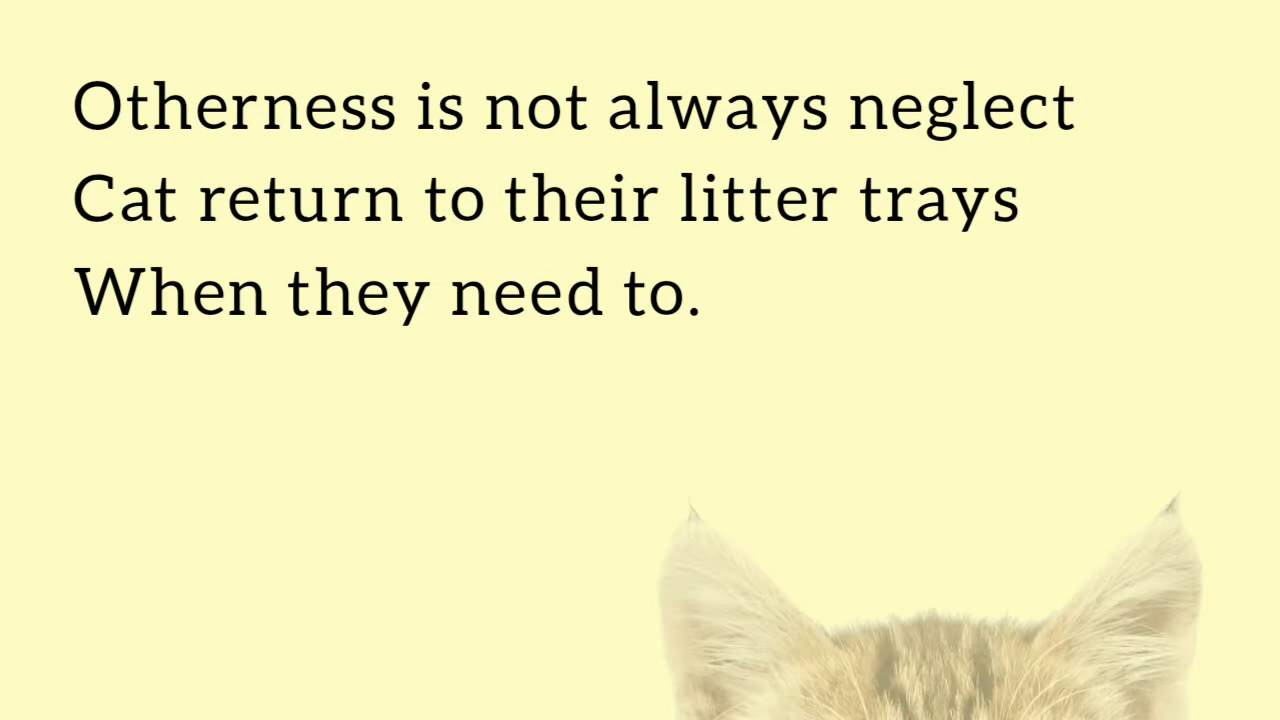 Otherness is not always neglect
Cat return to their litter trays
When they need to.